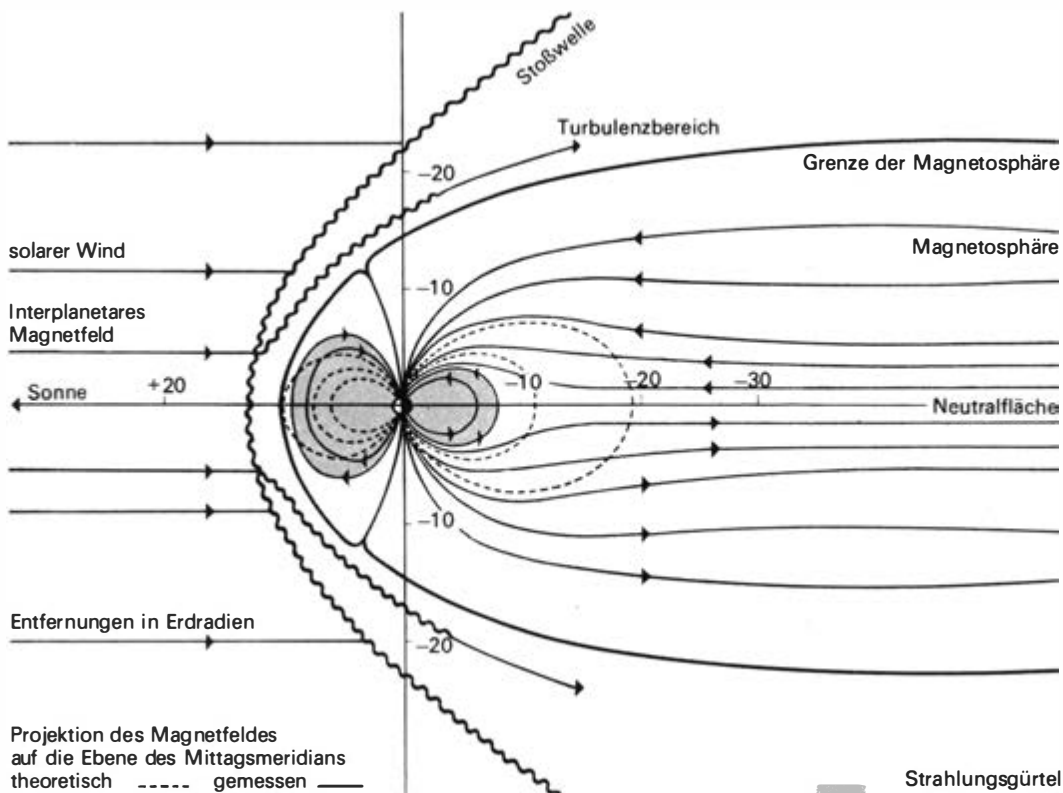 Stoßwelle
Turbulenzbereich
−20
Grenze der Magnetosphäre
solarer Wind
Magnetosphäre
−10
Interplanetares
Magnetfeld
Sonne
+20
−10
−20
−30
Neutralfläche
−10
Entfernungen in Erdradien
−20
Projektion des Magnetfeldes
auf die Ebene des Mittagsmeridians
theoretisch ----- gemessen ——
Strahlungsgürtel